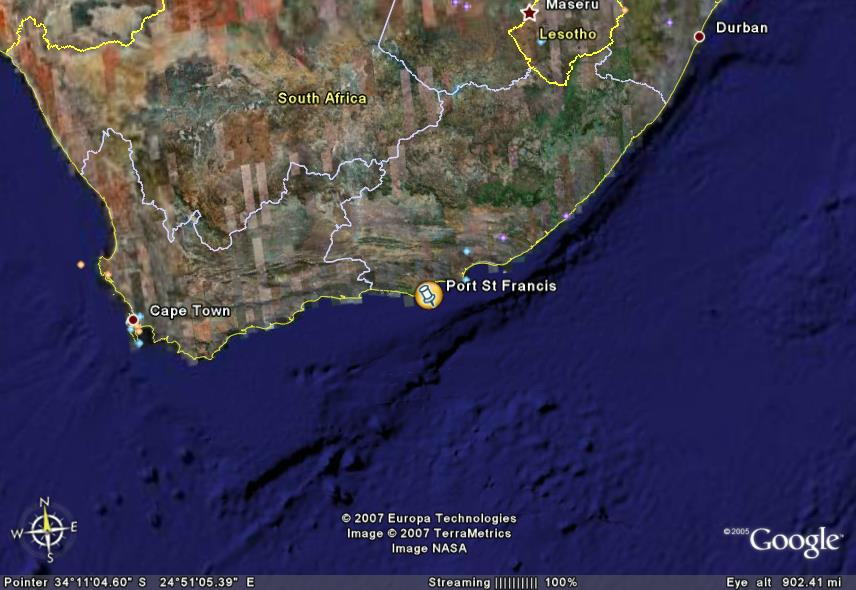 Maseru
Lesotho
Durban
South Africa
Port St Francis
Cape Town
N
W E
S
© 2007 Europa Technologies
Image © 2007 TerraMetrics
Image NASA
© 2005 Google™
Pointer 34°11'04.60" S 24°51'05.39" E Streaming |||||||||| 100% Eye alt 902.41 mi